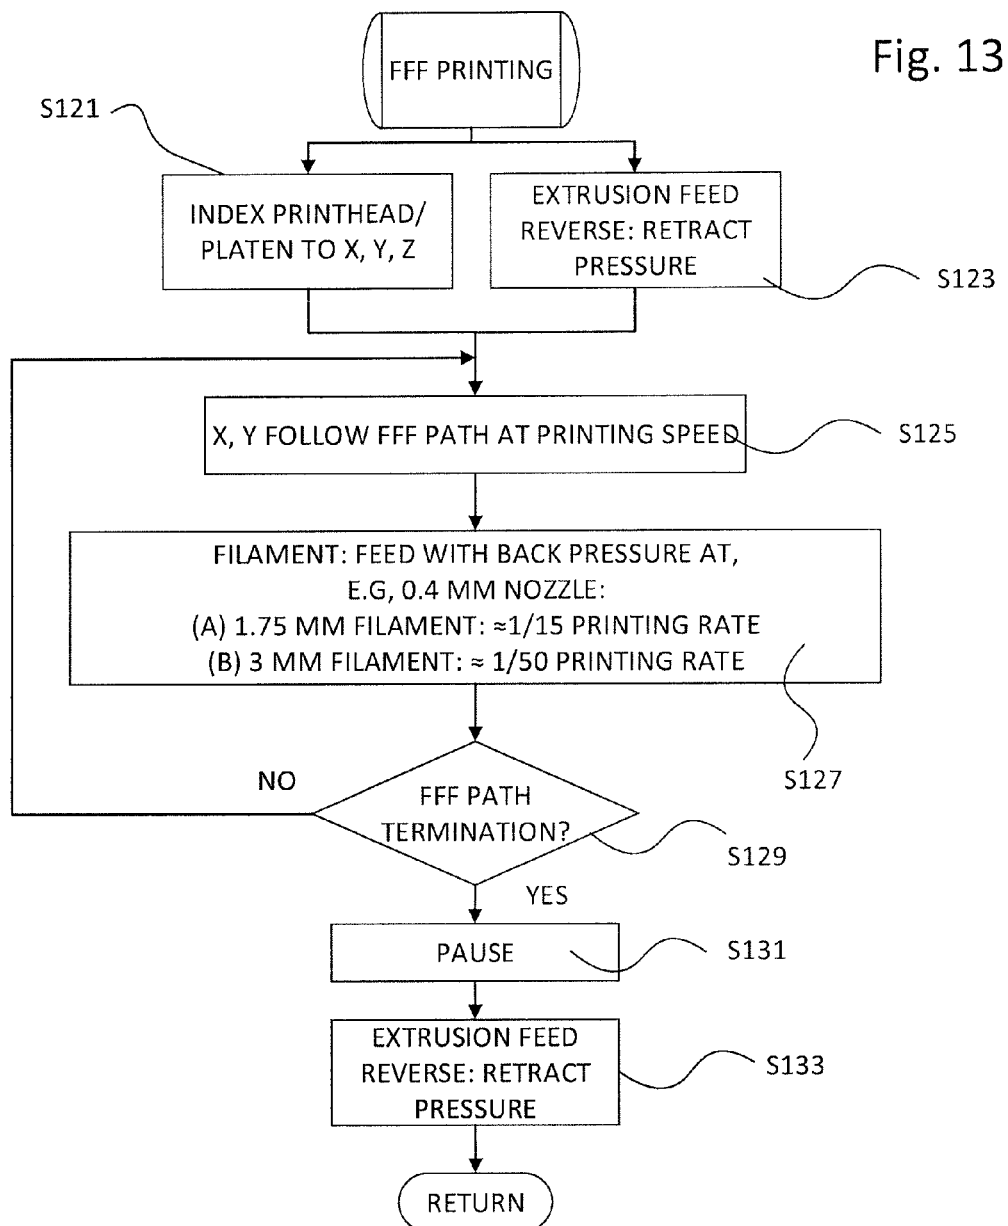 Fig. 13
FFF PRINTING
S121
INDEX PRINTHEAD/
PLATEN TO X, Y, Z
EXTRUSION FEED
REVERSE: RETRACT
PRESSURE
S123
X, Y FOLLOW FFF PATH AT PRINTING SPEED
S125
FILAMENT: FEED WITH BACK PRESSURE AT,
E.G, 0.4 MM NOZZLE:
(A) 1.75 MM FILAMENT: ≈1/15 PRINTING RATE
(B) 3 MM FILAMENT: ≈ 1/50 PRINTING RATE
S127
NO
FFF PATH
TERMINATION?
S129
YES
PAUSE
S131
EXTRUSION FEED
REVERSE: RETRACT
PRESSURE
S133
RETURN